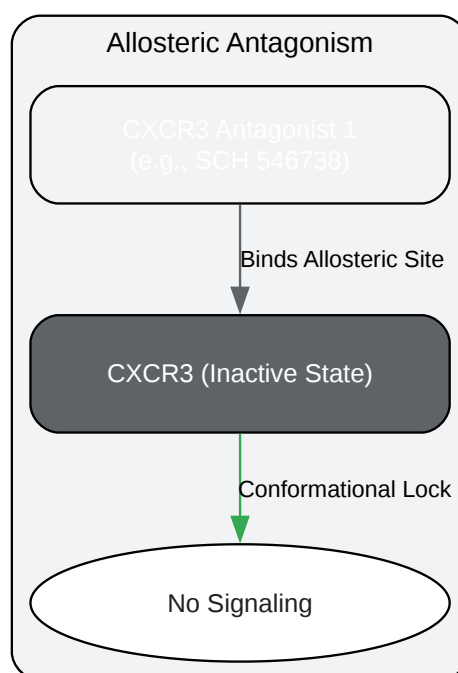 Allosteric Antagonism
CXCR3 Antagonist 1
(e.g., SCH 546738)
Binds Allosteric Site
CXCR3 (Inactive State)
Conformational Lock
No Signaling